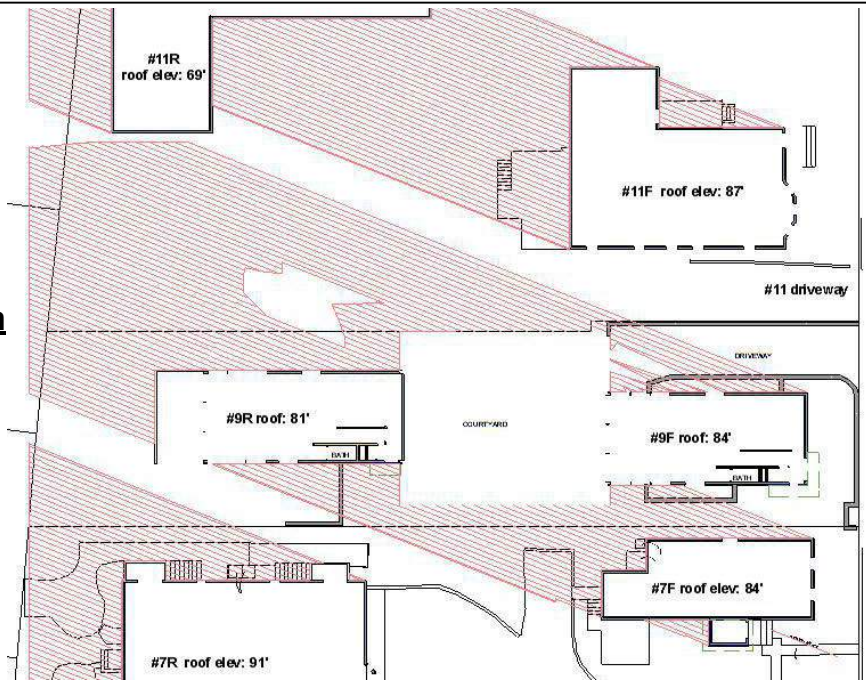 #11R
roof elev: 69'
#11F roof elev: 87'
#11 driveway
DRIVEWAY
#9R roof: 81'
COURTYARD
#9F roof: 84'
BATH
BATH
#7F roof elev: 84'
#7R roof elev: 91'